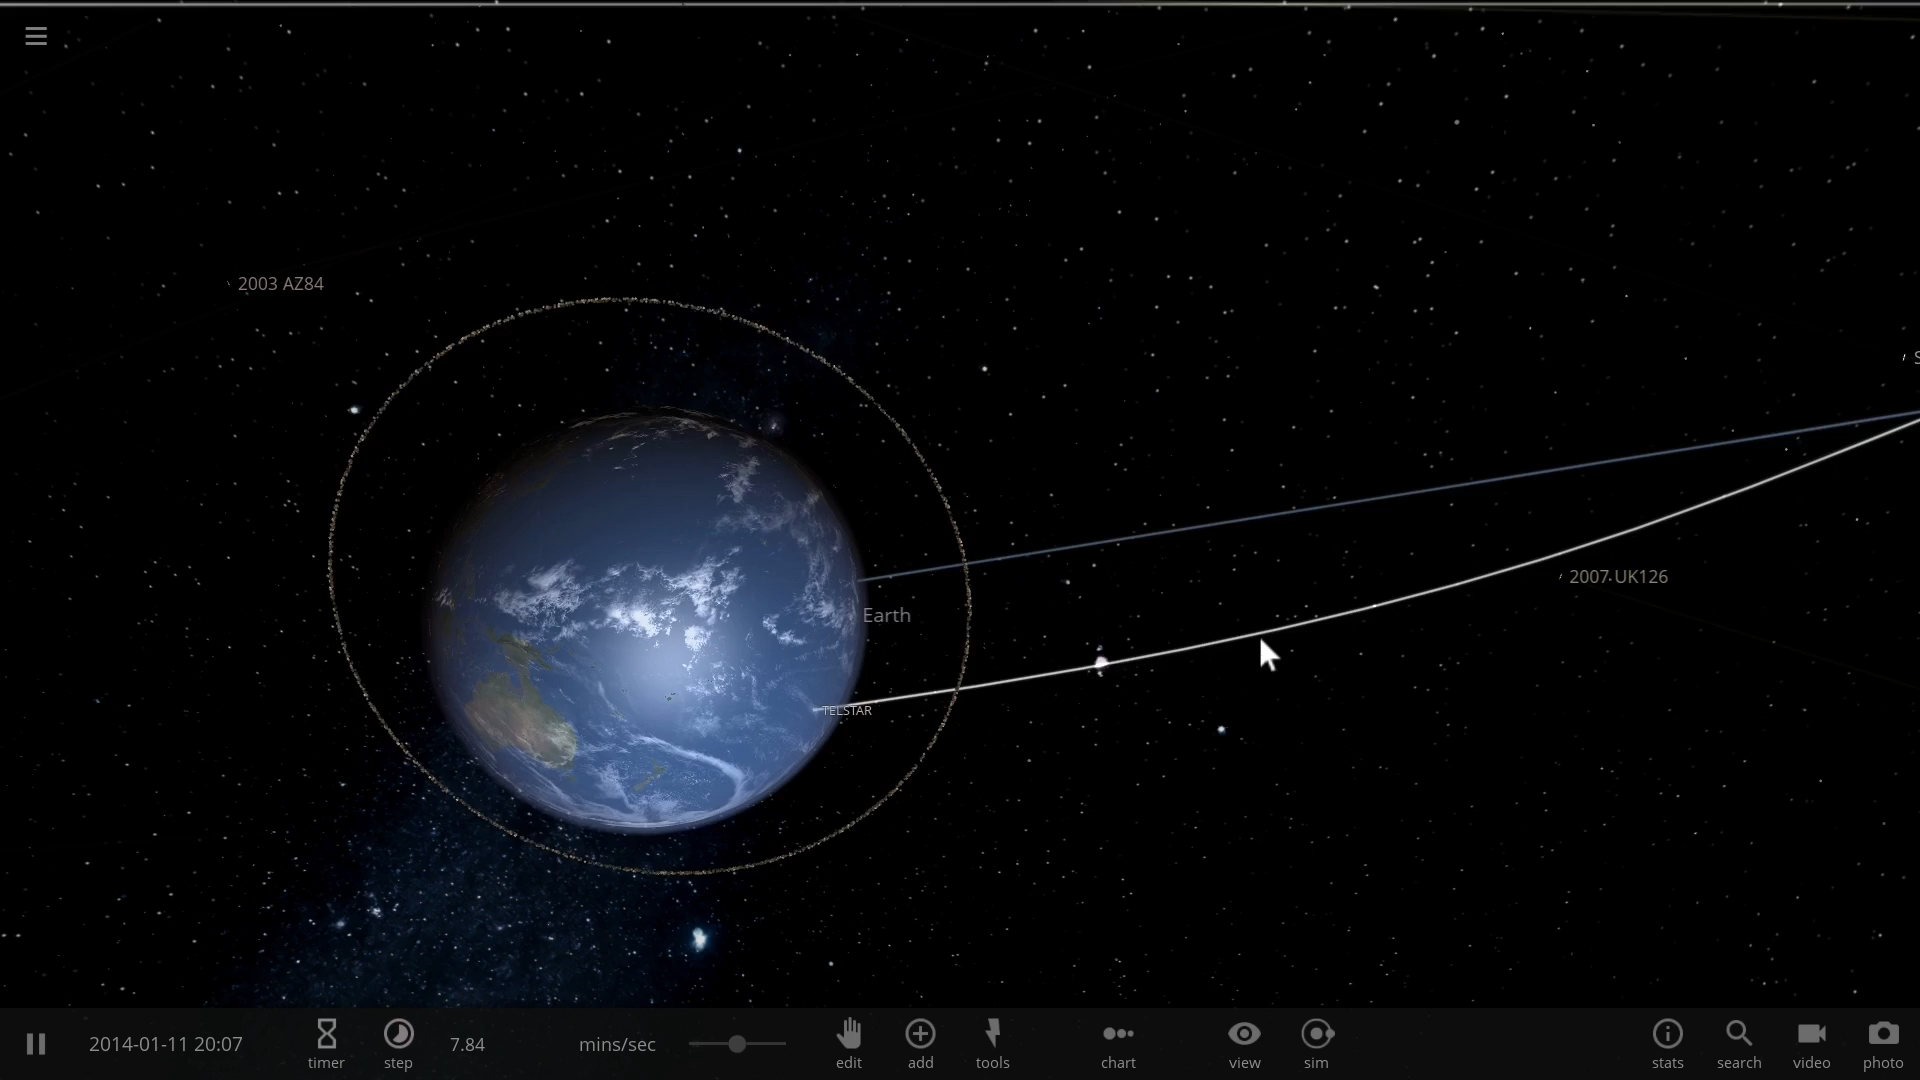 2003 AZ84
S
Earth
2007 UK126
TELSTAR
2014-01-11 20:07
timer
step
7.84
mins/sec
edit
add
tools
chart
view
sim
stats
search
video
photo